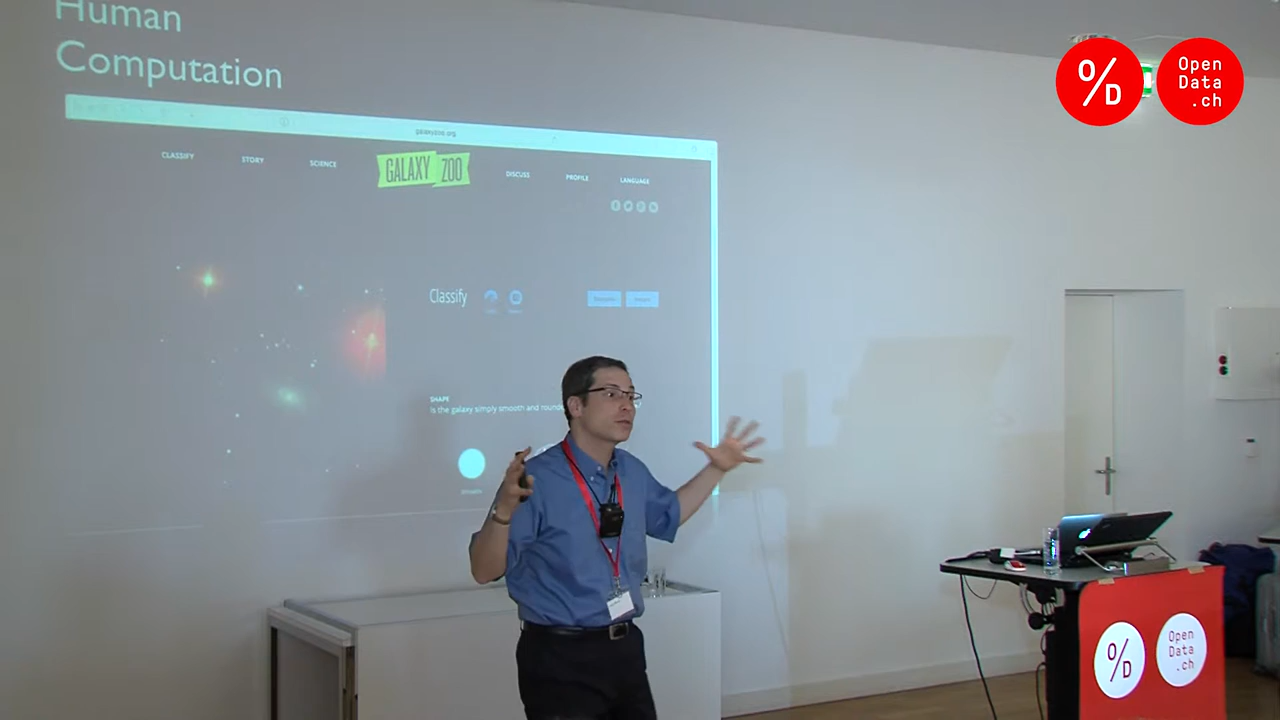 Human
Computation
galaxyzoo.org
CLASSIFY
STORY
SCIENCE
GALAXY ZOO
DISCUSS
PROFILE
LANGUAGE
Classify
SHAPE
Is the galaxy simply smooth and
%D
Open
Data
.ch
%D
Open
Data
.ch